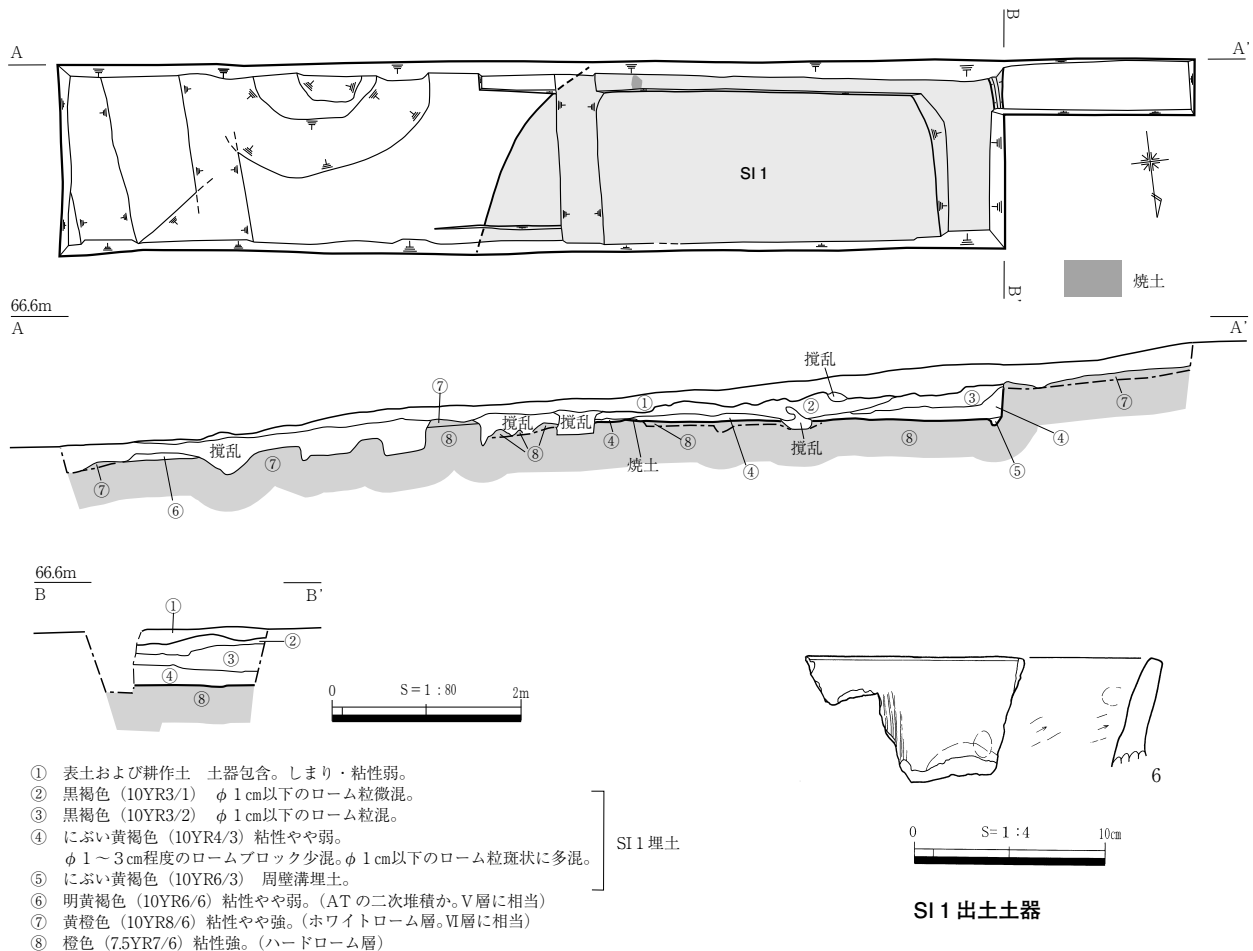 B
A
A'
SI 1
B'
焼土
66.6m
A
A'
撹乱
⑦
①
②
③
撹乱
撹乱
⑧
撹乱
④
⑧
撹乱
⑧
④
⑦
⑦
⑧
焼土
④
⑤
⑦
⑥
66.6m
B
B'
①
②
③
④
⑧
0
S=1:80
2m
6
0
S=1:4
10㎝
SI 1 出土土器
① 表土および耕作土 土器包含。しまり・粘性弱。
② 黒褐色(10YR3/1) φ1㎝以下のローム粒微混。
③ 黒褐色(10YR3/2) φ1㎝以下のローム粒混。
④ にぶい黄褐色(10YR4/3)粘性やや弱。
φ1～3㎝程度のロームブロック少混。φ1㎝以下のローム粒斑状に多混。
⑤ にぶい黄褐色(10YR6/3) 周壁溝埋土。
SI 1 埋土
⑥ 明黄褐色(10YR6/6)粘性やや弱。(ATの二次堆積か。Ⅴ層に相当)
⑦ 黄橙色(10YR8/6)粘性やや強。(ホワイトローム層。Ⅵ層に相当)
⑧ 橙色(7.5YR7/6)粘性強。(ハードローム層)